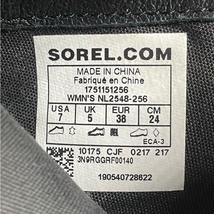 SOREL.COM
MADE IN CHINA
Fabriqué en Chine
1751151256
WMN'S NL2548-256
USA UK EUR CM
7 5 38 24
ECA-3
10175 CJF 0217 217
3N9RGQRF00140
190540728622